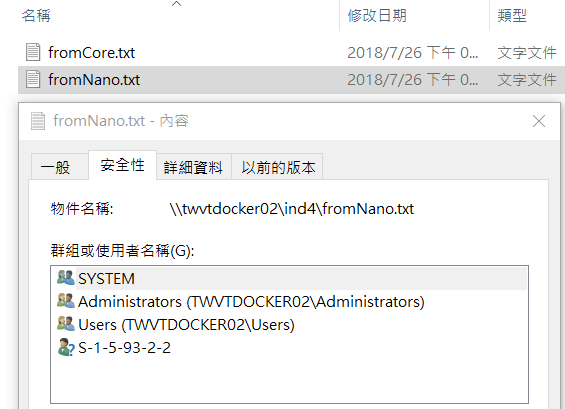 名稱 修改日期 類型
fromCore.txt 2018/7/26 下午 0... 文字文件
fromNano.txt 2018/7/26 下午 0... 文字文件
fromNano.txt - 內容
一般 安全性 詳細資料 以前的版本
物件名稱: \\twvtdocker02\ind4\fromNano.txt
群組或使用者名稱(G):
SYSTEM
Administrators (TWVTDOCKER02\Administrators)
Users (TWVTDOCKER02\Users)
S-1-5-93-2-2